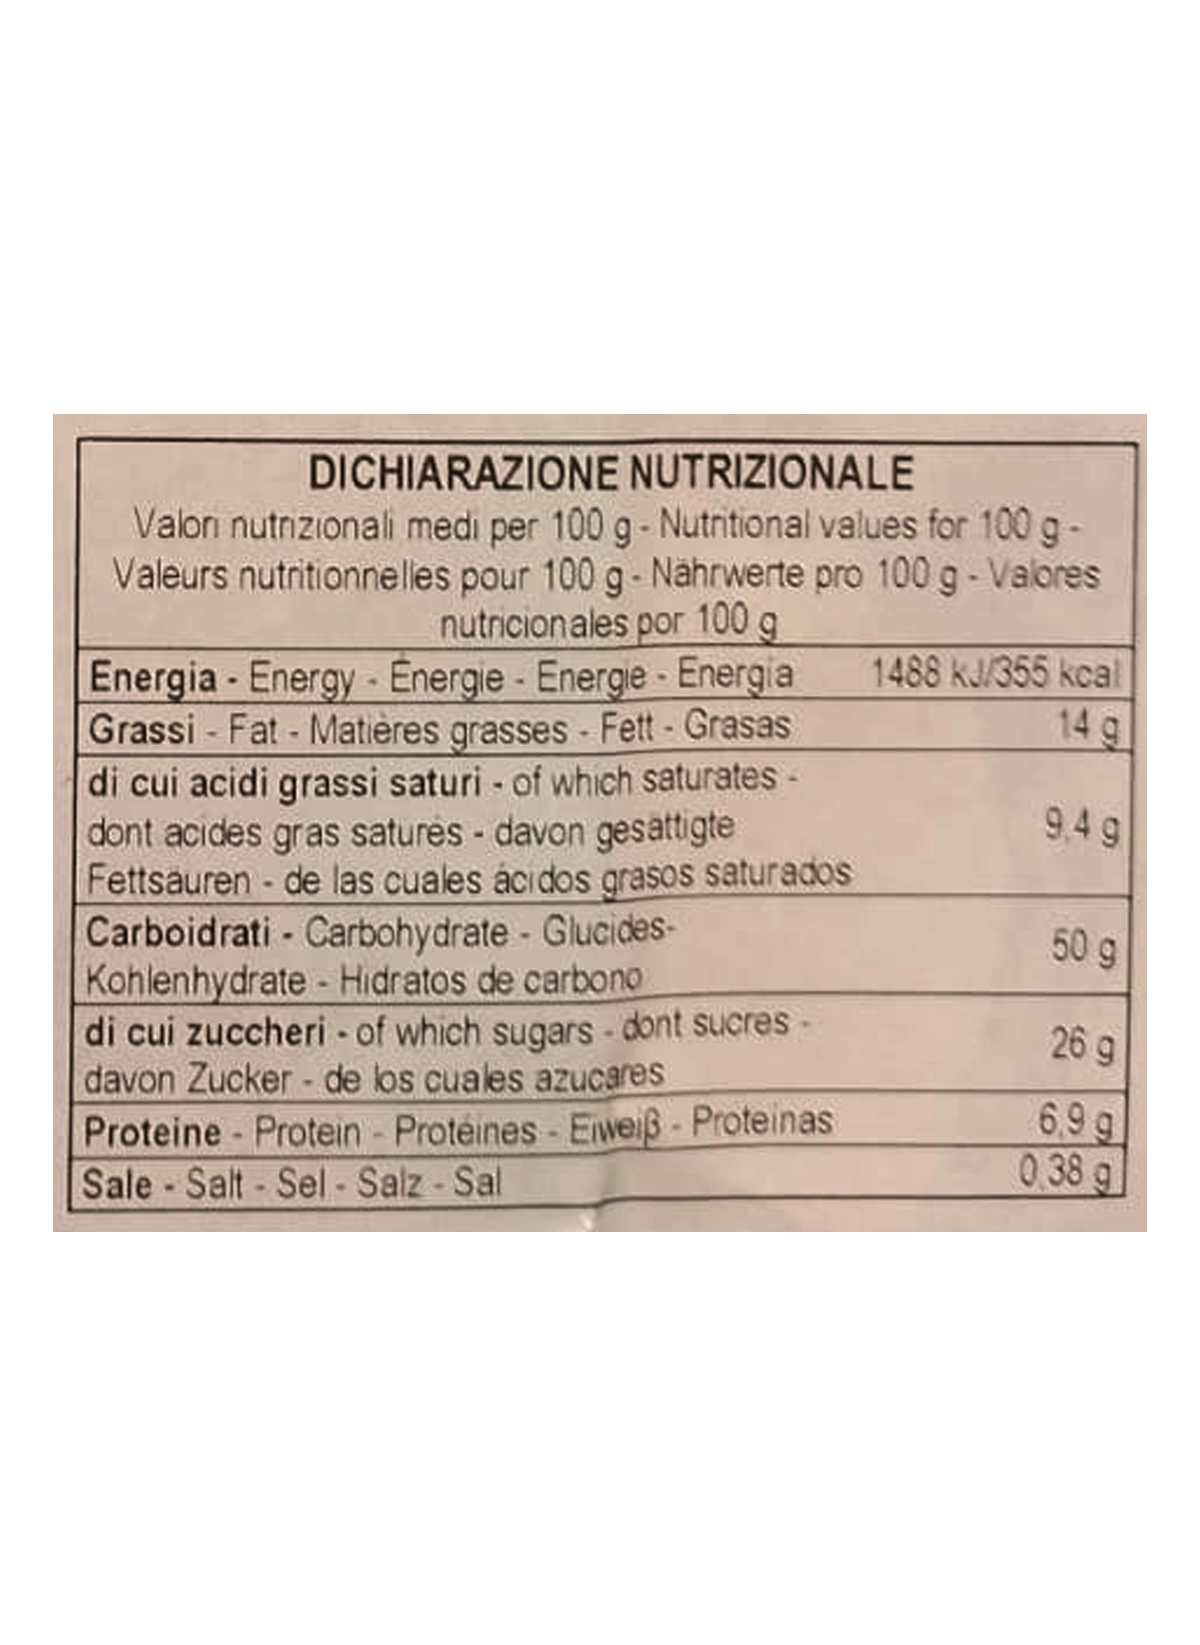 DICHIARAZIONE NUTRIZIONALE
Valori nutrizionali medi per 100 g - Nutritional values for 100 g -
Valeurs nutritionnelles pour 100 g - Nährwerte pro 100 g - Valores
nutricionales por 100 g
Energia - Energy - Énergie - Energie - Energía 1488 kJ/355 kcal
Grassi - Fat - Matières grasses - Fett - Grasas 14 g
di cui acidi grassi saturi - of which saturates -
dont acides gras saturés - davon gesättigte 9,4 g
Fettsäuren - de las cuales ácidos grasos saturados
Carboidrati - Carbohydrate - Glucides-
Kohlenhydrate - Hidratos de carbono 50 g
di cui zuccheri - of which sugars - dont sucres -
davon Zucker - de los cuales azucares 26 g
Proteine - Protein - Protéines - Eiweiß - Proteínas 6,9 g
Sale - Salt - Sel - Salz - Sal 0,38 g